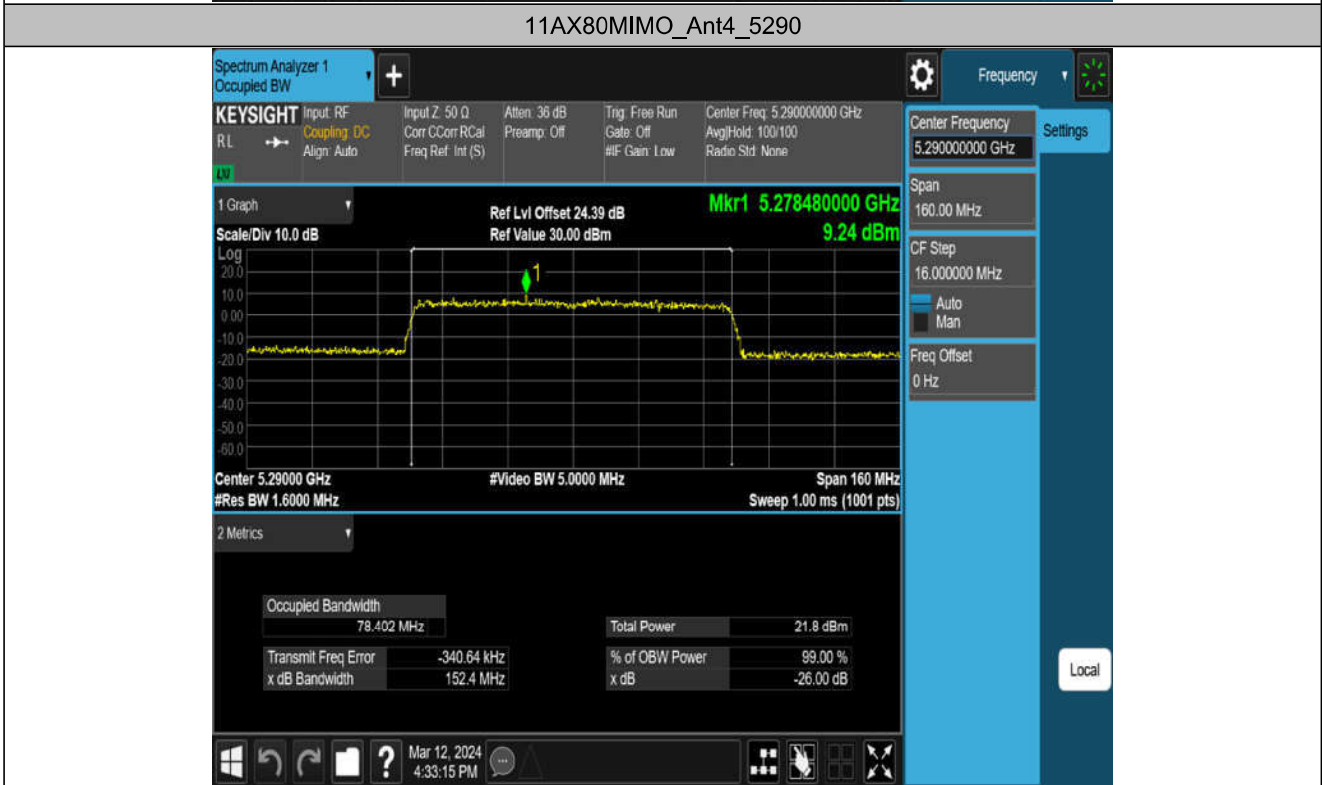 11AX80MIMO_Ant4_5290
Spectrum Analyzer 1
Occupied BW
+
Frequency
KEYSIGHT
RL
LXI
Input: RF
Coupling: DC
Align: Auto
Input Z: 50 Ω
Corr CCorr RCal
Freq Ref: Int (S)
Atten: 36 dB
Preamp: Off
Trig: Free Run
Gate: Off
#IF Gain: Low
Center Freq: 5.290000000 GHz
Avg|Hold: 100/100
Radio Std: None
Center Frequency
5.290000000 GHz
Settings
Span
160.00 MHz
CF Step
16.000000 MHz
Auto
Man
Freq Offset
0 Hz
Local
1 Graph
Scale/Div 10.0 dB
Ref Lvl Offset 24.39 dB
Ref Value 30.00 dBm
Mkr1 5.278480000 GHz
9.24 dBm
Log
20.0
10.0
0.00
-10.0
-20.0
-30.0
-40.0
-50.0
-60.0
1
Center 5.29000 GHz
#Res BW 1.6000 MHz
#Video BW 5.0000 MHz
Span 160 MHz
Sweep 1.00 ms (1001 pts)
2 Metrics
Occupied Bandwidth
78.402 MHz
Total Power 21.8 dBm
Transmit Freq Error -340.64 kHz
% of OBW Power 99.00 %
x dB Bandwidth 152.4 MHz
x dB -26.00 dB
?
Mar 12, 2024
4:33:15 PM